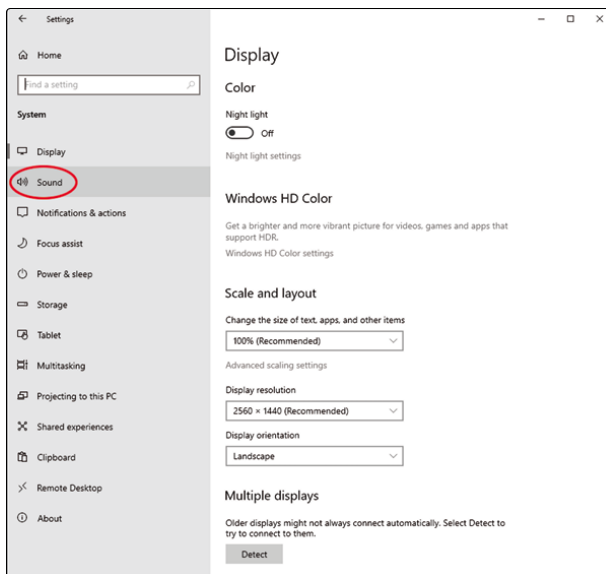 Settings
Home
Find a setting
System
Display
Sound
Notifications & actions
Focus assist
Power & sleep
Storage
Tablet
Multitasking
Projecting to this PC
Shared experiences
Clipboard
Remote Desktop
About
Display
Color
Night light
Off
Night light settings
Windows HD Color
Get a brighter and more vibrant picture for videos, games and apps that
support HDR.
Windows HD Color settings
Scale and layout
Change the size of text, apps, and other items
100% (Recommended)
Advanced scaling settings
Display resolution
2560 × 1440 (Recommended)
Display orientation
Landscape
Multiple displays
Older displays might not always connect automatically. Select Detect to
try to connect to them.
Detect